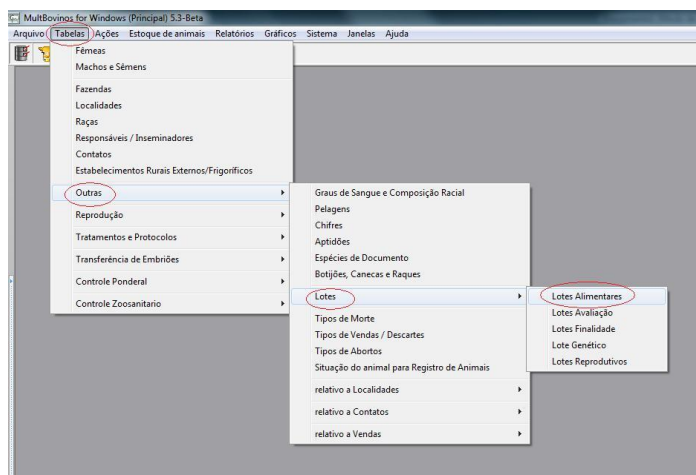 MultBovinos for Windows (Principal) 5.3-Beta
Arquivo Tabelas Ações Estoque de animais Relatórios Gráficos Sistema Janelas Ajuda
Fêmeas
Machos e Sêmens
Fazendas
Localidades
Raças
Responsáveis / Inseminadores
Contatos
Estabelecimentos Rurais Externos/Frigoríficos
Outras
Reprodução
Tratamentos e Protocolos
Transferência de Embriões
Controle Ponderal
Controle Zoosanitario
Graus de Sangue e Composição Racial
Pelagens
Chifres
Aptidões
Espécies de Documento
Botijões, Canecas e Raques
Lotes
Tipos de Morte
Tipos de Vendas / Descartes
Tipos de Abortos
Situação do animal para Registro de Animais
relativo a Localidades
relativo a Contatos
relativo a Vendas
Lotes Alimentares
Lotes Avaliação
Lotes Finalidade
Lote Genético
Lotes Reprodutivos